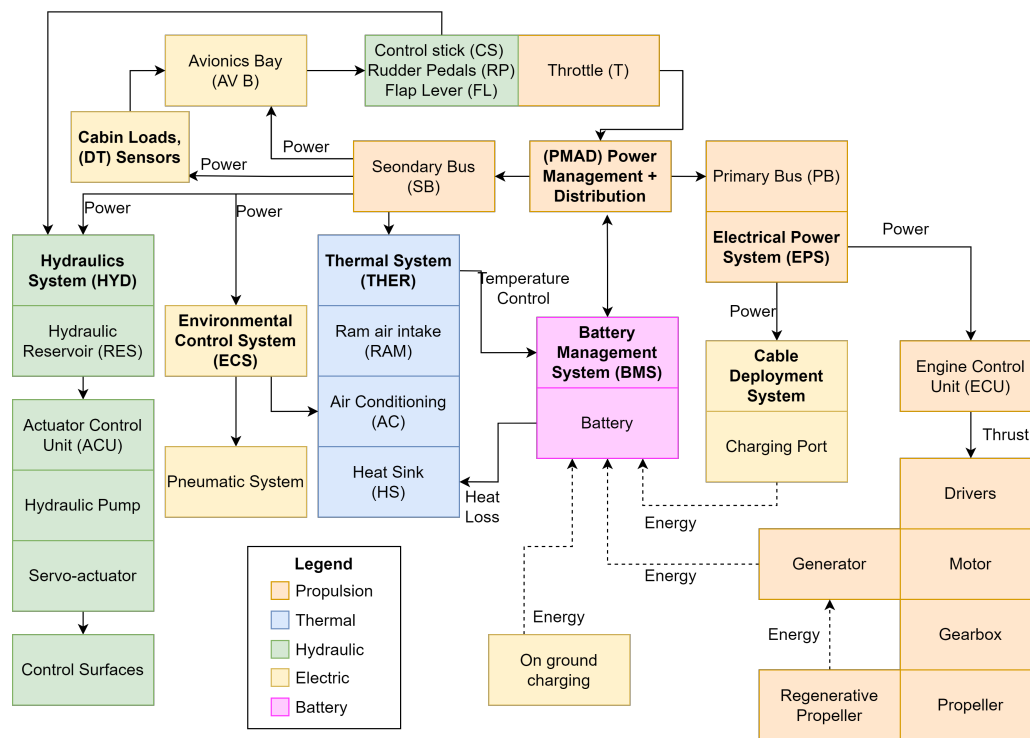 Avionics Bay
(AV B)
Control stick (CS)
Rudder Pedals (RP)
Flap Lever (FL)
Throttle (T)
Cabin Loads,
(DT) Sensors
Power
Power
Seondary Bus
(SB)
(PMAD) Power
Management +
Distribution
Primary Bus (PB)
Power
Power
Hydraulics
System (HYD)
Thermal System
(THER)
Electrical Power
System (EPS)
Power
Temperature
Control
Hydraulic
Reservoir (RES)
Environmental
Control System
(ECS)
Ram air intake
(RAM)
Battery
Management
System (BMS)
Power
Cable
Deployment
System
Engine Control
Unit (ECU)
Actuator Control
Unit (ACU)
Air Conditioning
(AC)
Battery
Charging Port
Thrust
Hydraulic Pump
Pneumatic System
Heat Sink
(HS)
Heat
Loss
Energy
Drivers
Servo-actuator
Legend
Propulsion
Thermal
Hydraulic
Electric
Battery
Energy
Generator
Motor
Energy
Energy
Gearbox
Control Surfaces
On ground
charging
Regenerative
Propeller
Propeller